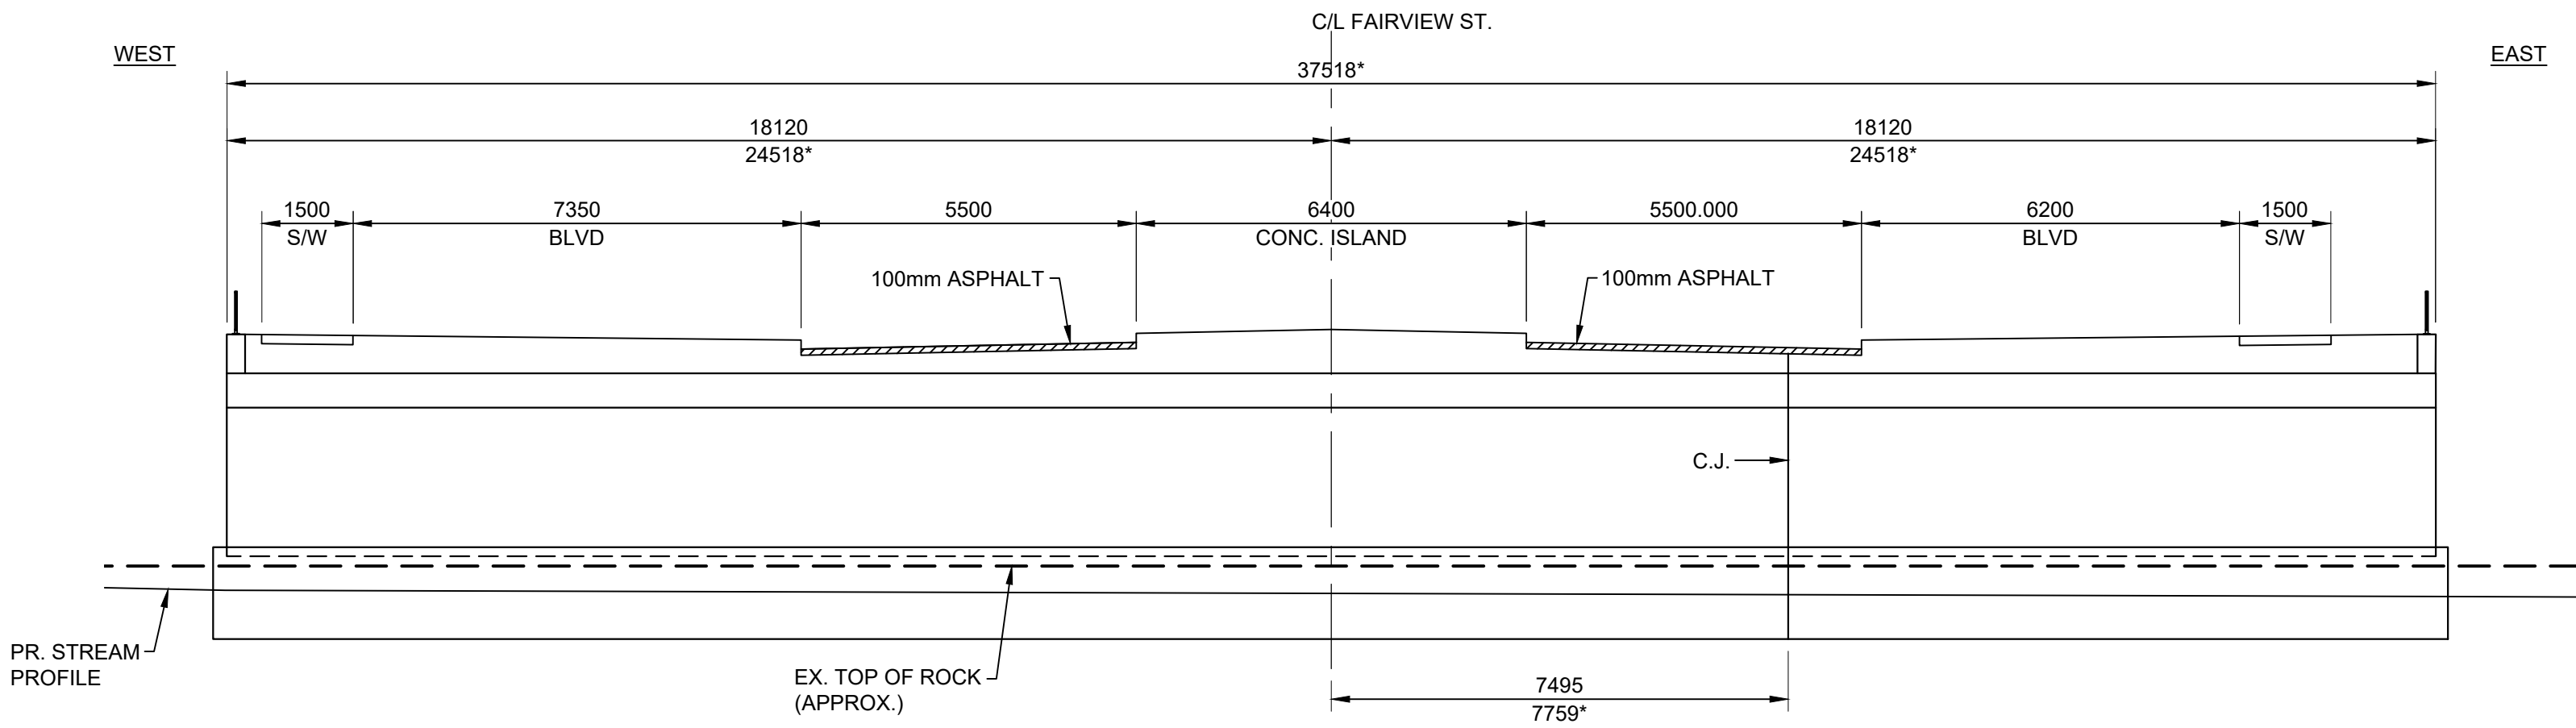 C/L FAIRVIEW ST.
WEST
EAST
37518*
18120
18120
24518*
24518*
1500
7350
5500
6400
5500.000
6200
1500
S/W
BLVD
CONC. ISLAND
BLVD
S/W
100mm ASPHALT
100mm ASPHALT
C.J.
PR. STREAM
PROFILE
EX. TOP OF ROCK
(APPROX.)
7495
7759*